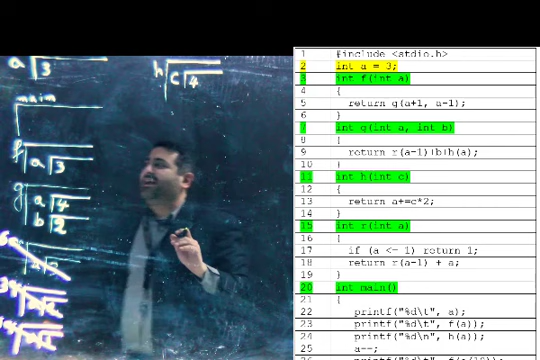 a 3
main
f a 3
g a 4
b 2
h c 4
1 #include <stdio.h>
2 int a = 3;
3 int f(int a)
4 {
5 return g(a+1, a-1);
6 }
7 int g(int a, int b)
8 {
9 return r(a-1)+b+h(a);
10 }
11 int h(int c)
12 {
13 return a+=c*2;
14 }
15 int r(int a)
16 {
17 if (a <= 1) return 1;
18 return r(a-1) + a;
19 }
20 int main()
21 {
22 printf("%d\t", a);
23 printf("%d\t", f(a));
24 printf("%d\n", h(a));
25 a--;